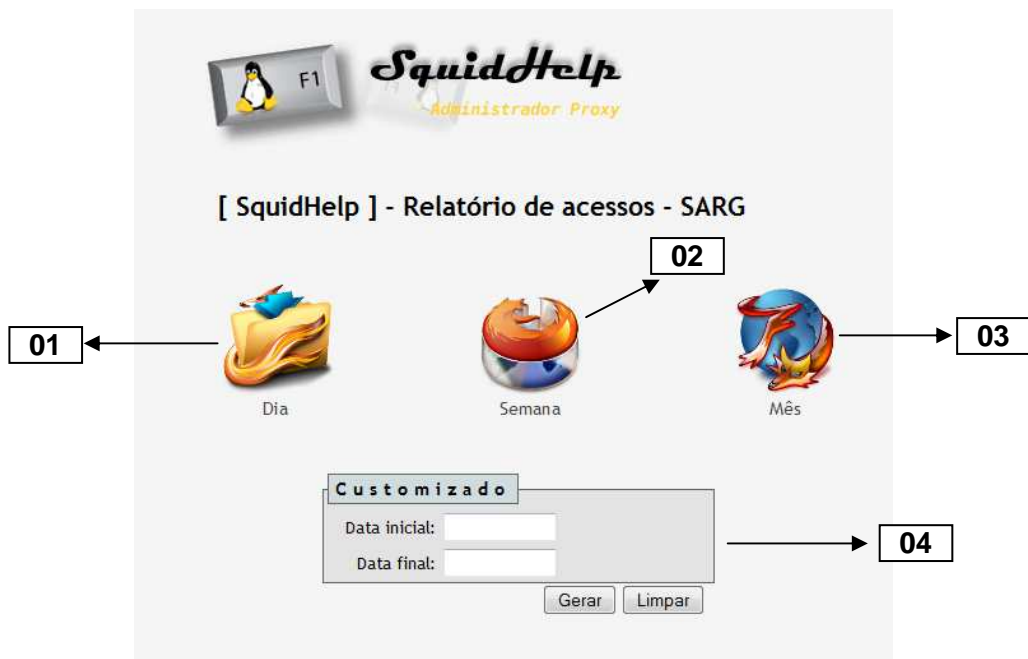 F1
SquidHelp
Administrador Proxy
[ SquidHelp ] - Relatório de acessos - SARG
02
01
03
Dia
Semana
Mês
Customizado
Data inicial:
Data final:
04
Gerar
Limpar